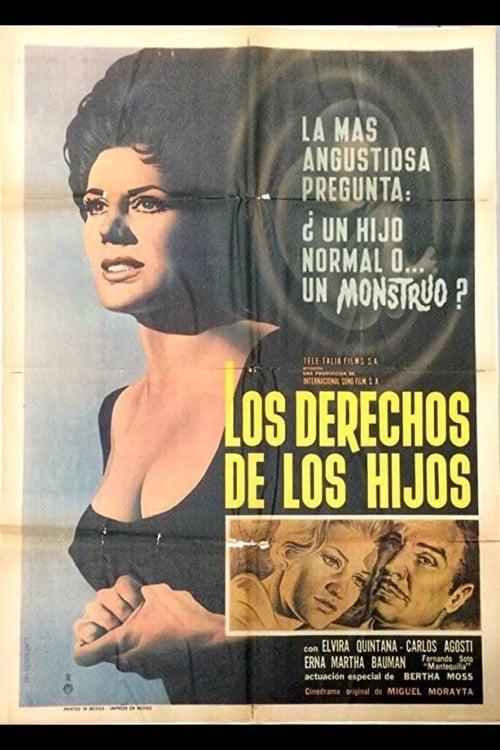 LA MAS
ANGUSTIOSA
PREGUNTA:
¿UN HIJO
NORMAL O...
UN MONSTRUO?
TELE TALIA FILMS, S.A.
presenta
UNA PRODUCCION DE
INTERNACIONAL SONO FILM, S.A.
LOS DERECHOS
DE LOS HIJOS
con ELVIRA QUINTANA - CARLOS AGOSTI
ERNA MARTHA BAUMAN Fernando Soto
"Mantequilla"
actuación especial de BERTHA MOSS
Cinedrama original de MIGUEL MORAYTA
PRINTED IN MEXICO - IMPRESO EN MEXICO